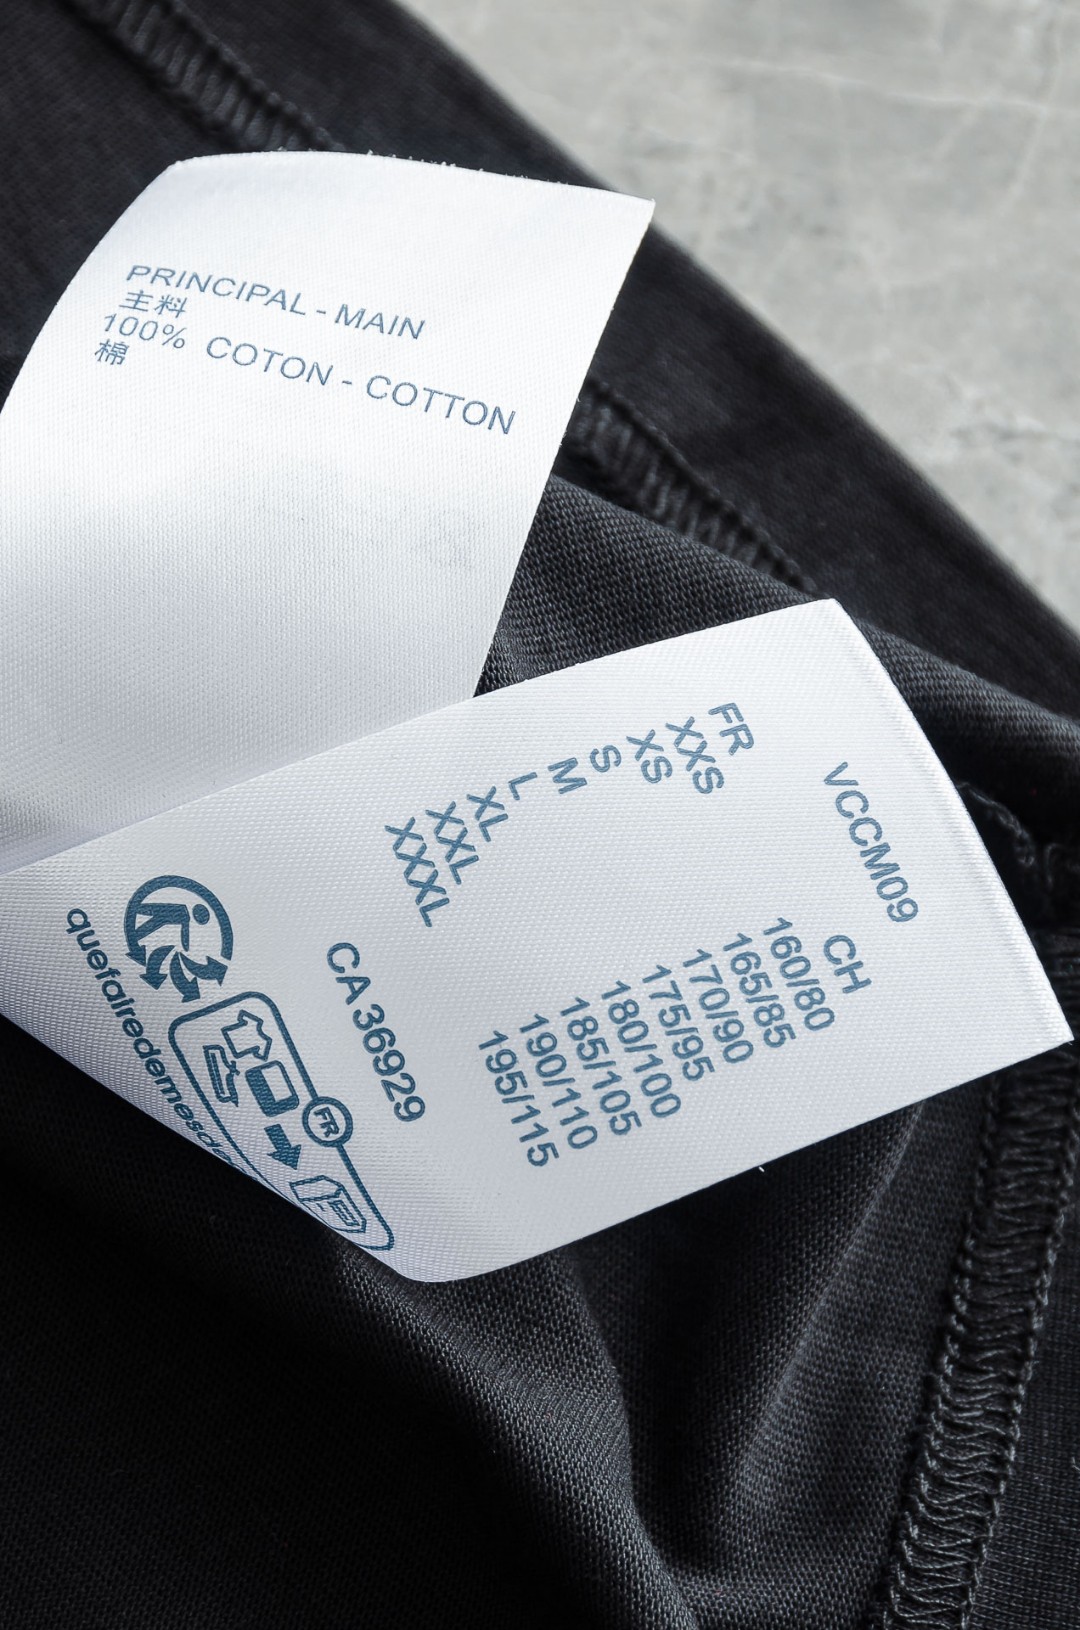 PRINCIPAL - MAIN
主料
100% COTON - COTTON
棉
VCCM09
FR CH
XXS 160/80
XS 165/85
S 170/90
M 175/95
L 180/100
XL 185/105
XXL 190/110
XXXL 195/115
CA 36929
FR